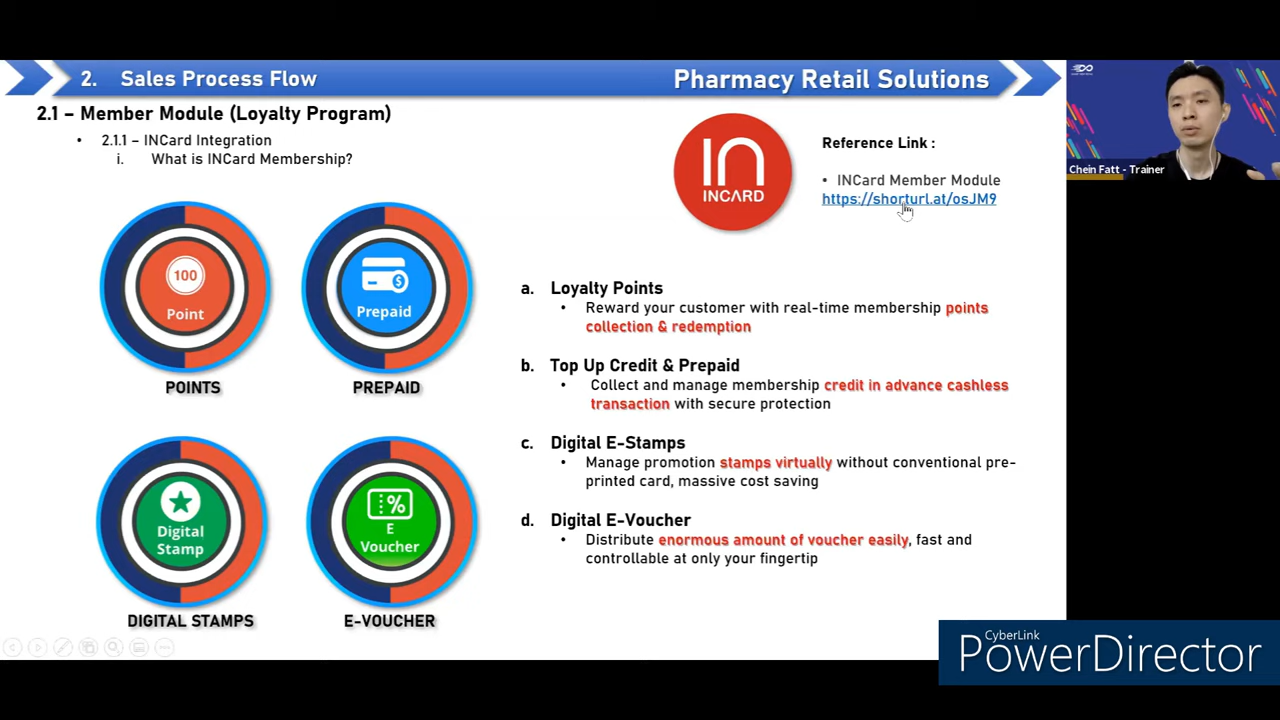 2. Sales Process Flow
Pharmacy Retail Solutions
2.1 – Member Module (Loyalty Program)
• 2.1.1 – INCard Integration
i. What is INCard Membership?
IN
INCARD
Reference Link :
• INCard Member Module
https://shorturl.at/osJM9
Chein Fatt - Trainer
100
Point
POINTS
Prepaid
PREPAID
Digital
Stamp
DIGITAL STAMPS
%
E
Voucher
E-VOUCHER
a. Loyalty Points
• Reward your customer with real-time membership points
collection & redemption
b. Top Up Credit & Prepaid
• Collect and manage membership credit in advance cashless
transaction with secure protection
c. Digital E-Stamps
• Manage promotion stamps virtually without conventional pre-
printed card, massive cost saving
d. Digital E-Voucher
• Distribute enormous amount of voucher easily, fast and
controllable at only your fingertip
CyberLink
PowerDirector